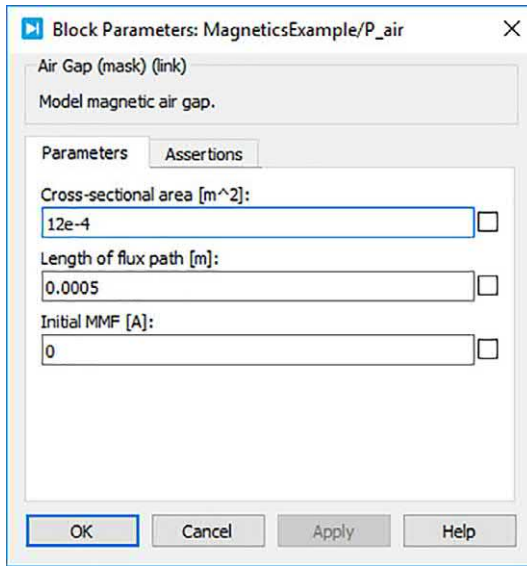 Block Parameters: MagneticsExample/P_air
Air Gap (mask) (link)
Model magnetic air gap.
Parameters Assertions
Cross-sectional area [m^2]:
12e-4
Length of flux path [m]:
0.0005
Initial MMF [A]:
0
OK Cancel Apply Help